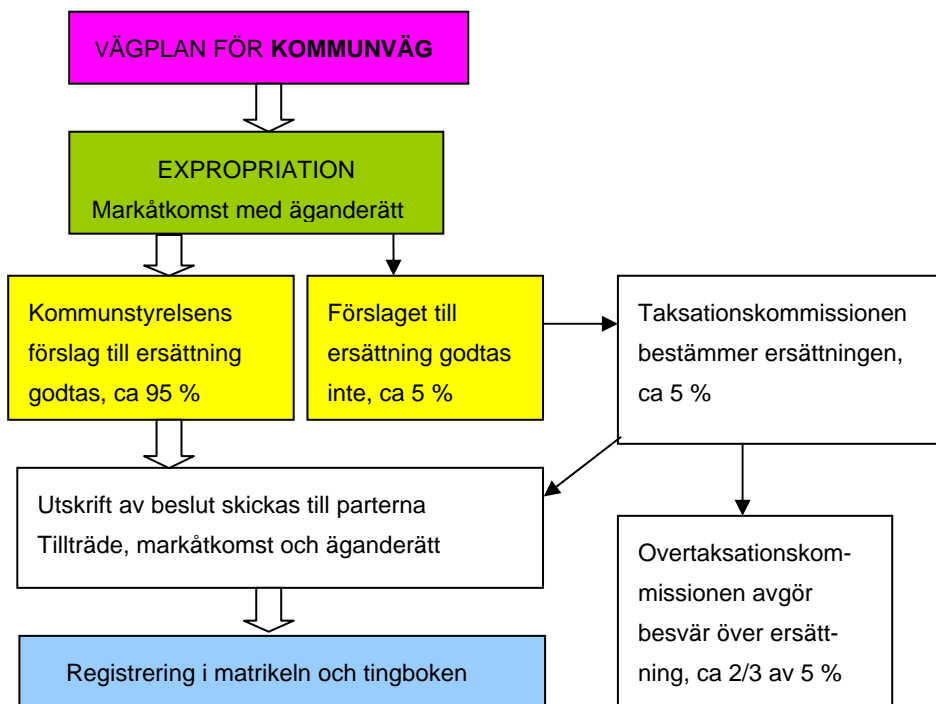 VÄGPLAN FÖR KOMMUNVÄG
EXPROPRIATION
Markåtkomst med äganderätt
Kommunstyrelsens
förslag till ersättning
godtas, ca 95 %
Förslaget till
ersättning godtas
inte, ca 5 %
Taksationskommissionen
bestämmer ersättningen,
ca 5 %
Utskrift av beslut skickas till parterna
Tillträde, markåtkomst och äganderätt
Overtaksationskom-
missionen avgör
besvär över ersätt-
ning, ca 2/3 av 5 %
Registrering i matrikeln och tingboken